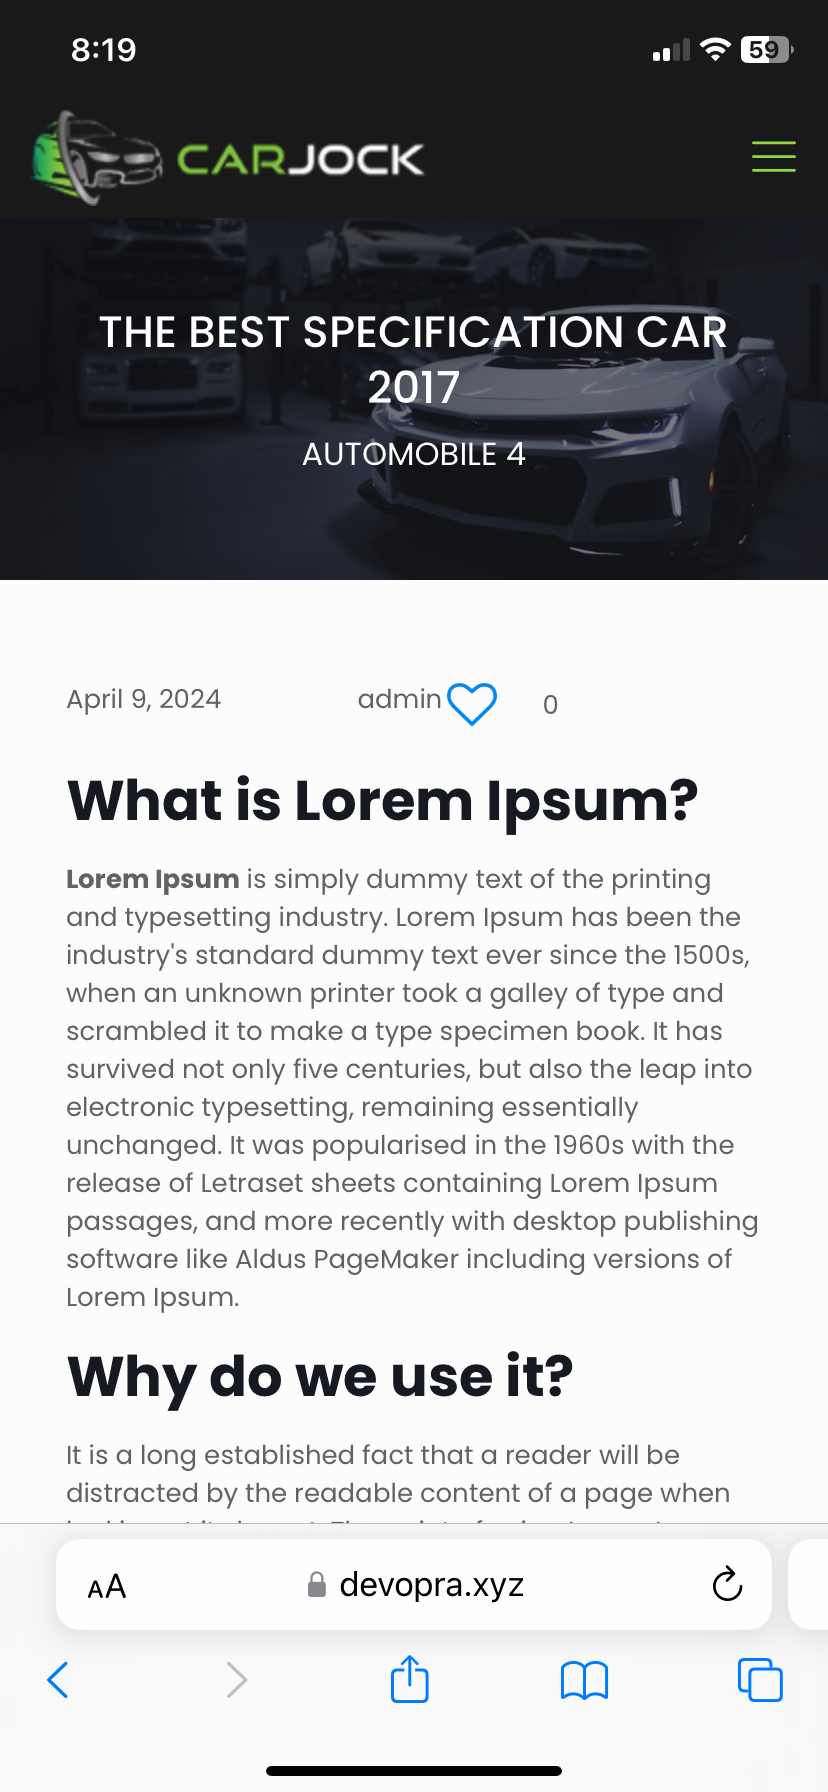 8:19
59
CARJOCK
THE BEST SPECIFICATION CAR
2017
AUTOMOBILE 4
April 9, 2024 admin 0
What is Lorem Ipsum?
Lorem Ipsum is simply dummy text of the printing
and typesetting industry. Lorem Ipsum has been the
industry's standard dummy text ever since the 1500s,
when an unknown printer took a galley of type and
scrambled it to make a type specimen book. It has
survived not only five centuries, but also the leap into
electronic typesetting, remaining essentially
unchanged. It was popularised in the 1960s with the
release of Letraset sheets containing Lorem Ipsum
passages, and more recently with desktop publishing
software like Aldus PageMaker including versions of
Lorem Ipsum.
Why do we use it?
It is a long established fact that a reader will be
distracted by the readable content of a page when
AA devopra.xyz